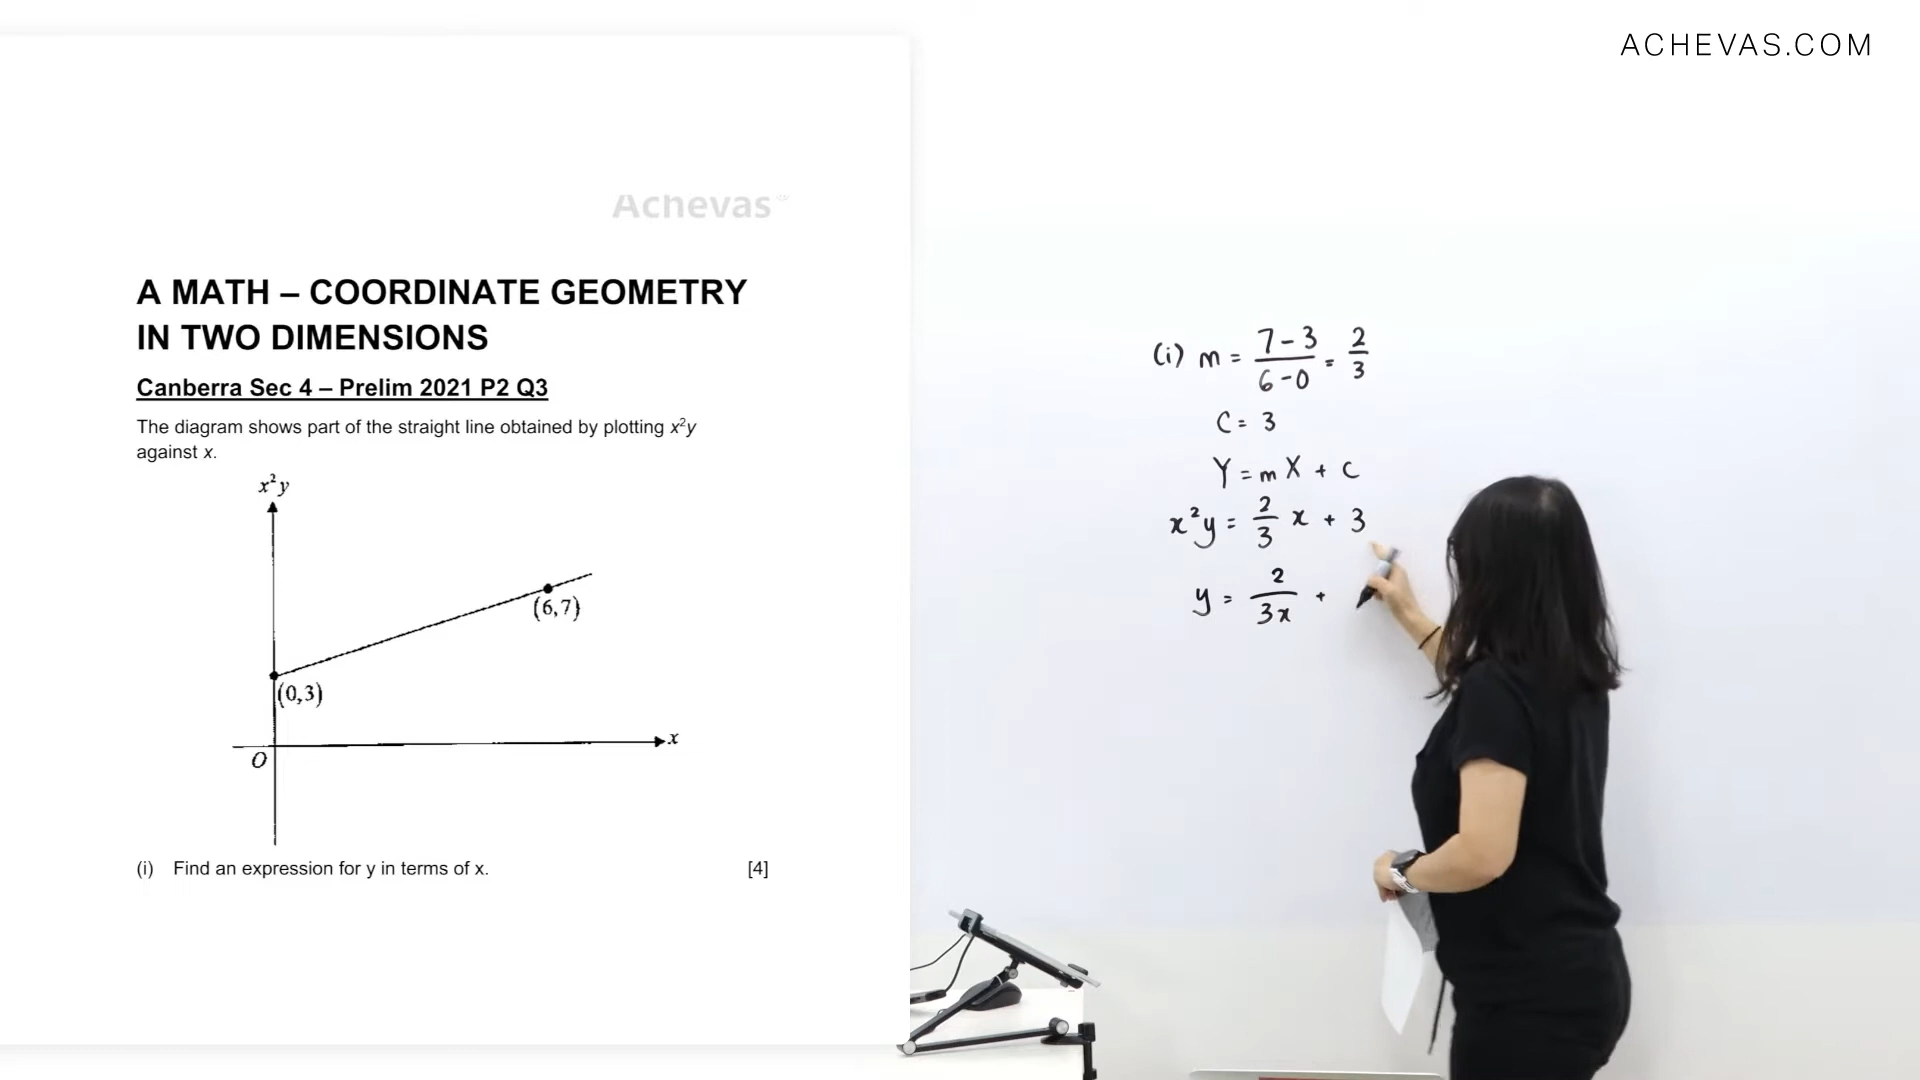 ACHEVAS.COM
Achevas
A MATH – COORDINATE GEOMETRY
IN TWO DIMENSIONS
Canberra Sec 4 – Prelim 2021 P2 Q3
The diagram shows part of the straight line obtained by plotting x²y
against x.
x²y
(6,7)
(0,3)
x
O
(i) Find an expression for y in terms of x. [4]
(i) m = 7-3/6-0 = 2/3
C = 3
Y = mX + C
x²y = 2/3 x + 3
y = 2/3x +